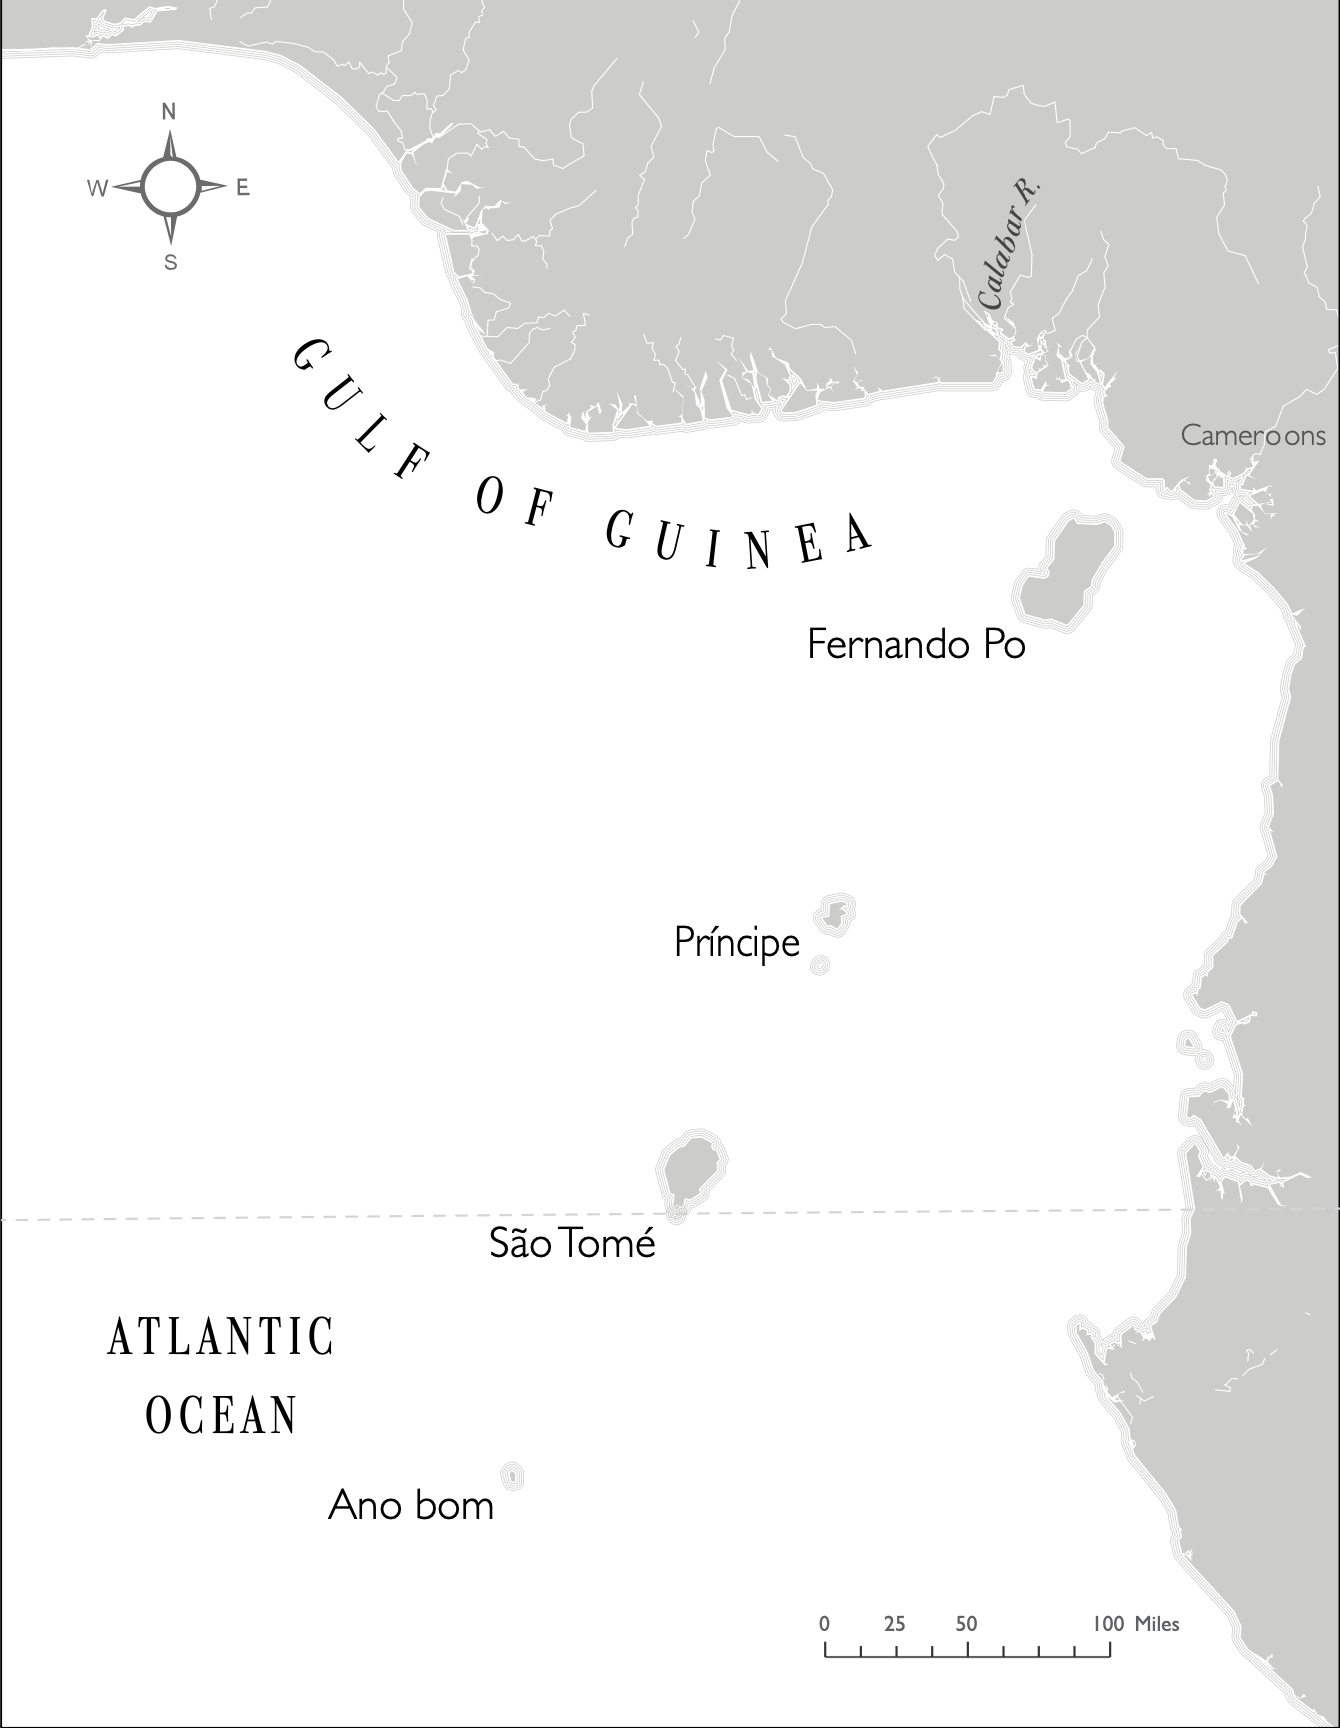 N
W E
S
Calabar R.
GULF OF GUINEA
Cameroons
Fernando Po
Príncipe
São Tomé
ATLANTIC
OCEAN
Ano bom
0 25 50 100 Miles